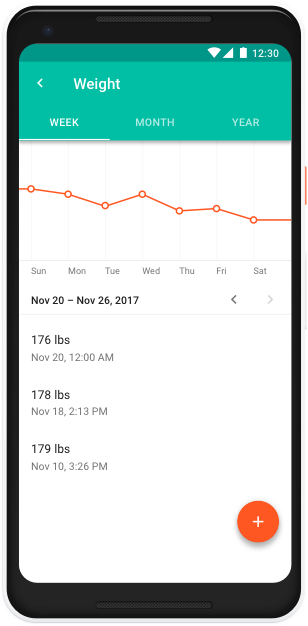 12:30
Weight
WEEK MONTH YEAR
Sun Mon Tue Wed Thu Fri Sat
Nov 20 – Nov 26, 2017
176 lbs
Nov 20, 12:00 AM
178 lbs
Nov 18, 2:13 PM
179 lbs
Nov 10, 3:26 PM
+